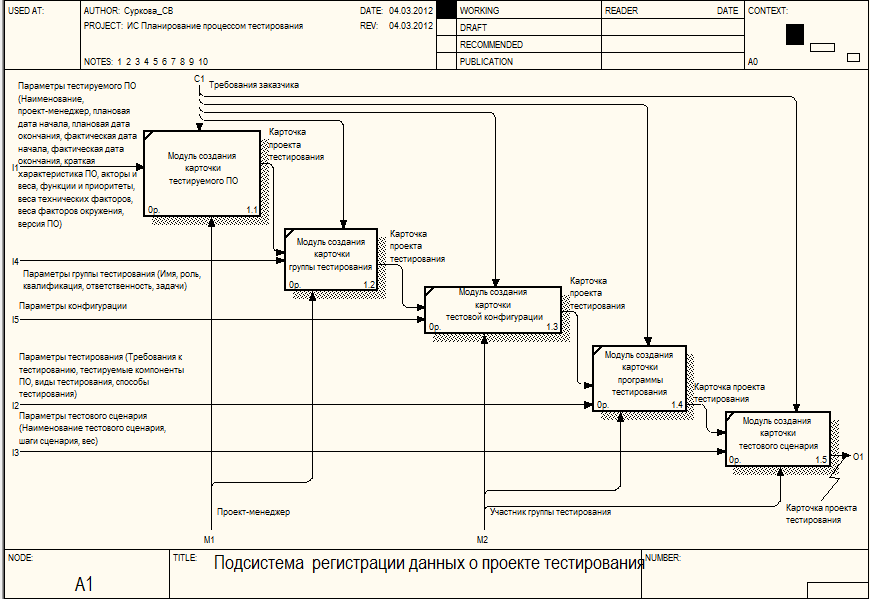 USED AT:
AUTHOR: Суркова_СВ
DATE: 04.03.2012
PROJECT: ИС Планирование процессом тестирования
REV: 04.03.2012
NOTES: 1 2 3 4 5 6 7 8 9 10
WORKING
DRAFT
RECOMMENDED
PUBLICATION
READER
DATE
CONTEXT:
A0
C1
Требования заказчика
Параметры тестируемого ПО
(Наименование,
проект-менеджер, плановая
дата начала, плановая дата
окончания, фактическая дата
начала, фактическая дата
окончания, краткая
характеристика ПО, акторы и
веса, функции и приоритеты,
веса технических факторов,
веса факторов окружения,
версия ПО)
I1
Модуль создания
карточки
тестируемого ПО
0р.
1.1
Карточка
проекта
тестирования
I4
Параметры группы тестирования (Имя, роль,
квалификация, ответственность, задачи)
Модуль создания
карточки
группы тестирования
0р.
1.2
Карточка
проекта
тестирования
Параметры конфигурации
I5
Модуль создания
карточки
тестовой конфигурации
0р.
1.3
Карточка
проекта
тестирования
Параметры тестирования (Требования к
тестированию, тестируемые компоненты
ПО, виды тестирования, способы
тестирования)
I2
Модуль создания
карточки
программы
тестирования
0р.
1.4
Карточка проекта
тестирования
Параметры тестового сценария
(Наименование тестового сценария,
шаги сценария, вес)
I3
Модуль создания
карточки
тестового сценария
0р.
1.5
O1
Карточка проекта
тестирования
Проект-менеджер
M1
Участник группы тестирования
M2
NODE:
A1
TITLE:
Подсистема регистрации данных о проекте тестирования
NUMBER: